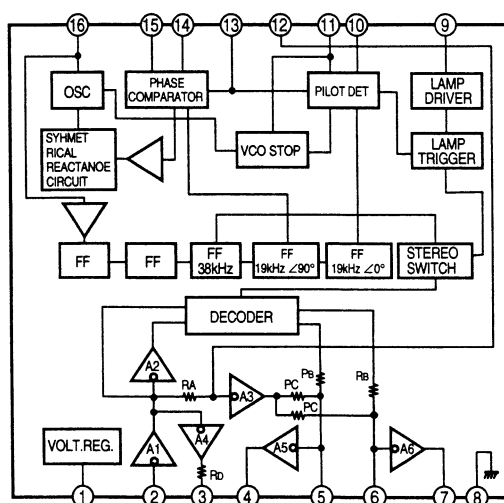 16 15 14 13 12 11 10 9
OSC
PHASE
COMPARATOR
PILOT DET
LAMP
DRIVER
SYHMET
RICAL
REACTANOE
CIRCUIT
VCO STOP
LAMP
TRIGGER
FF
FF
FF
38kHz
FF
19kHz ∠90°
FF
19kHz ∠0°
STEREO
SWITCH
DECODER
A2
RA
A3
PC
PC
PB
RB
VOLT.REG.
A1
A4
RD
A5
A6
1 2 3 4 5 6 7 8